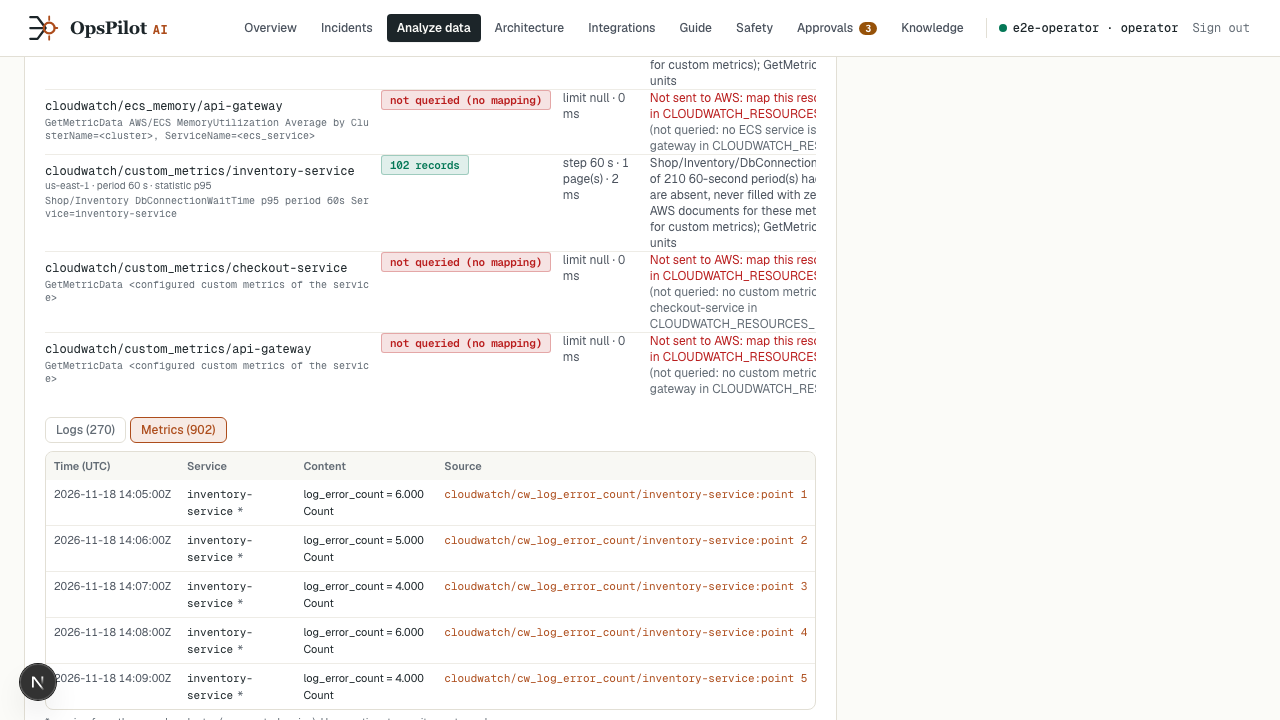 OpsPilot AI
Overview
Incidents
Analyze data
Architecture
Integrations
Guide
Safety
Approvals 3
Knowledge
e2e-operator · operator
Sign out
for custom metrics); GetMetric
units
cloudwatch/ecs_memory/api-gateway
GetMetricData AWS/ECS MemoryUtilization Average by Clu
sterName=<cluster>, ServiceName=<ecs_service>
not queried (no mapping)
limit null · 0
ms
Not sent to AWS: map this reso
in CLOUDWATCH_RESOURCES
(not queried: no ECS service is
gateway in CLOUDWATCH_RES
cloudwatch/custom_metrics/inventory-service
us-east-1 · period 60 s · statistic p95
Shop/Inventory DbConnectionWaitTime p95 period 60s Ser
vice=inventory-service
102 records
step 60 s · 1
page(s) · 2
ms
Shop/Inventory/DbConnection
of 210 60-second period(s) ha
are absent, never filled with ze
AWS documents for these met
for custom metrics); GetMetric
units
cloudwatch/custom_metrics/checkout-service
GetMetricData <configured custom metrics of the servic
e>
not queried (no mapping)
limit null · 0
ms
Not sent to AWS: map this reso
in CLOUDWATCH_RESOURCES
(not queried: no custom metric
checkout-service in
CLOUDWATCH_RESOURCES_
cloudwatch/custom_metrics/api-gateway
GetMetricData <configured custom metrics of the servic
e>
not queried (no mapping)
limit null · 0
ms
Not sent to AWS: map this reso
in CLOUDWATCH_RESOURCES
(not queried: no custom metric
gateway in CLOUDWATCH_RES
Logs (270)
Metrics (902)
Time (UTC) Service Content Source
2026-11-18 14:05:00Z inventory-service * log_error_count = 6.000 Count cloudwatch/cw_log_error_count/inventory-service:point 1
2026-11-18 14:06:00Z inventory-service * log_error_count = 5.000 Count cloudwatch/cw_log_error_count/inventory-service:point 2
2026-11-18 14:07:00Z inventory-service * log_error_count = 4.000 Count cloudwatch/cw_log_error_count/inventory-service:point 3
2026-11-18 14:08:00Z inventory-service * log_error_count = 6.000 Count cloudwatch/cw_log_error_count/inventory-service:point 4
2026-11-18 14:09:00Z inventory-service * log_error_count = 4.000 Count cloudwatch/cw_log_error_count/inventory-service:point 5
N